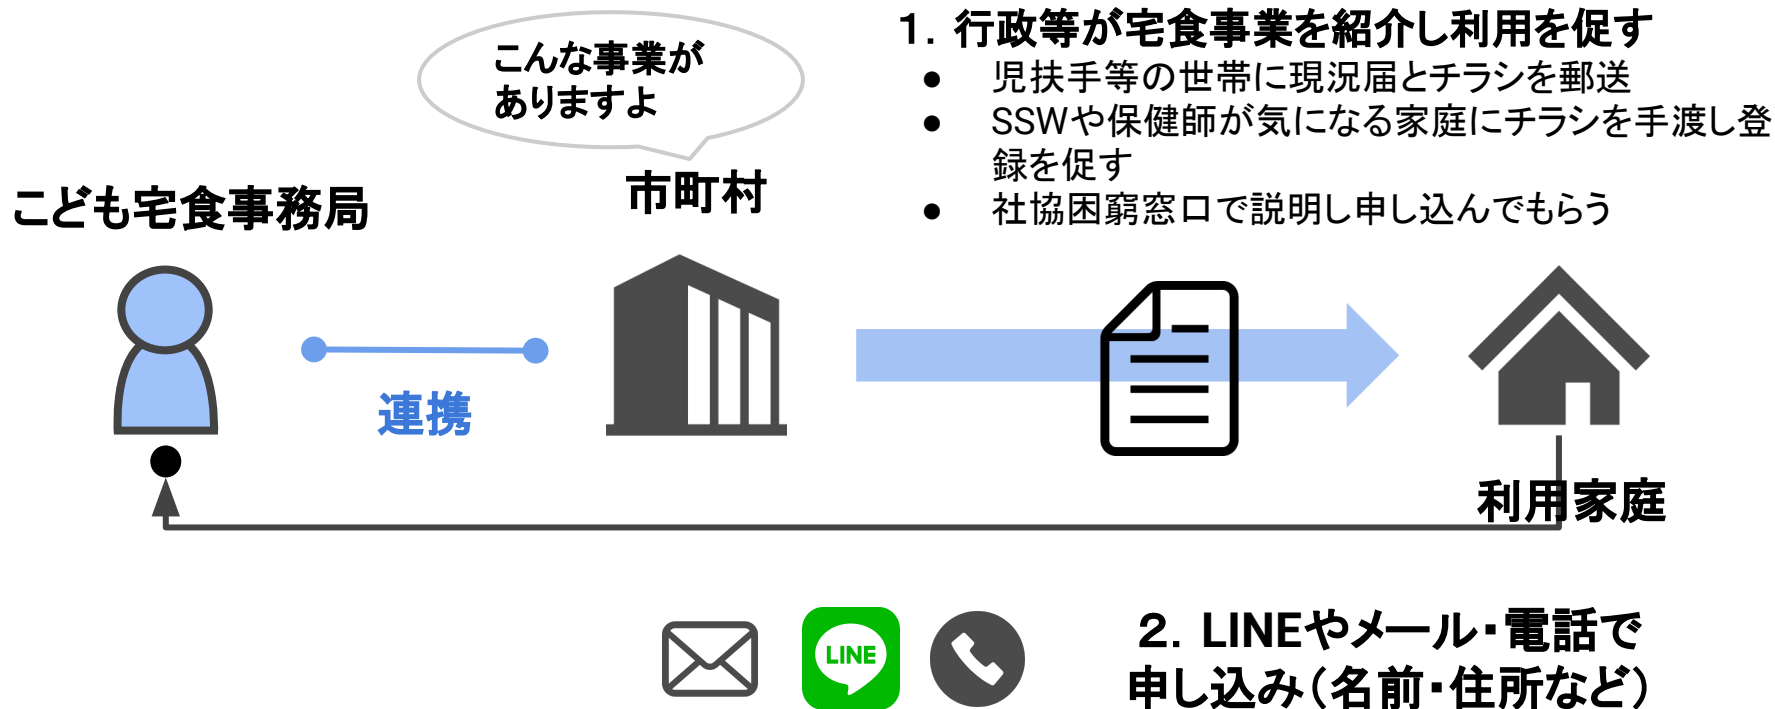 こんな事業が
ありますよ
1. 行政等が宅食事業を紹介し利用を促す
● 児扶手等の世帯に現況届とチラシを郵送
● SSWや保健師が気になる家庭にチラシを手渡し登
録を促す
● 社協困窮窓口で説明し申し込んでもらう
こども宅食事務局
市町村
連携
利用家庭
LINE
2. LINEやメール・電話で
申し込み（名前・住所など）